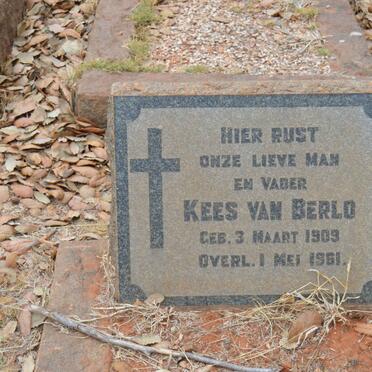 HIER RUST
ONZE LIEVE MAN
EN VADER
KEES VAN BERLO
GEB. 3 MAART 1909
OVERL. 1 MEI 1961.